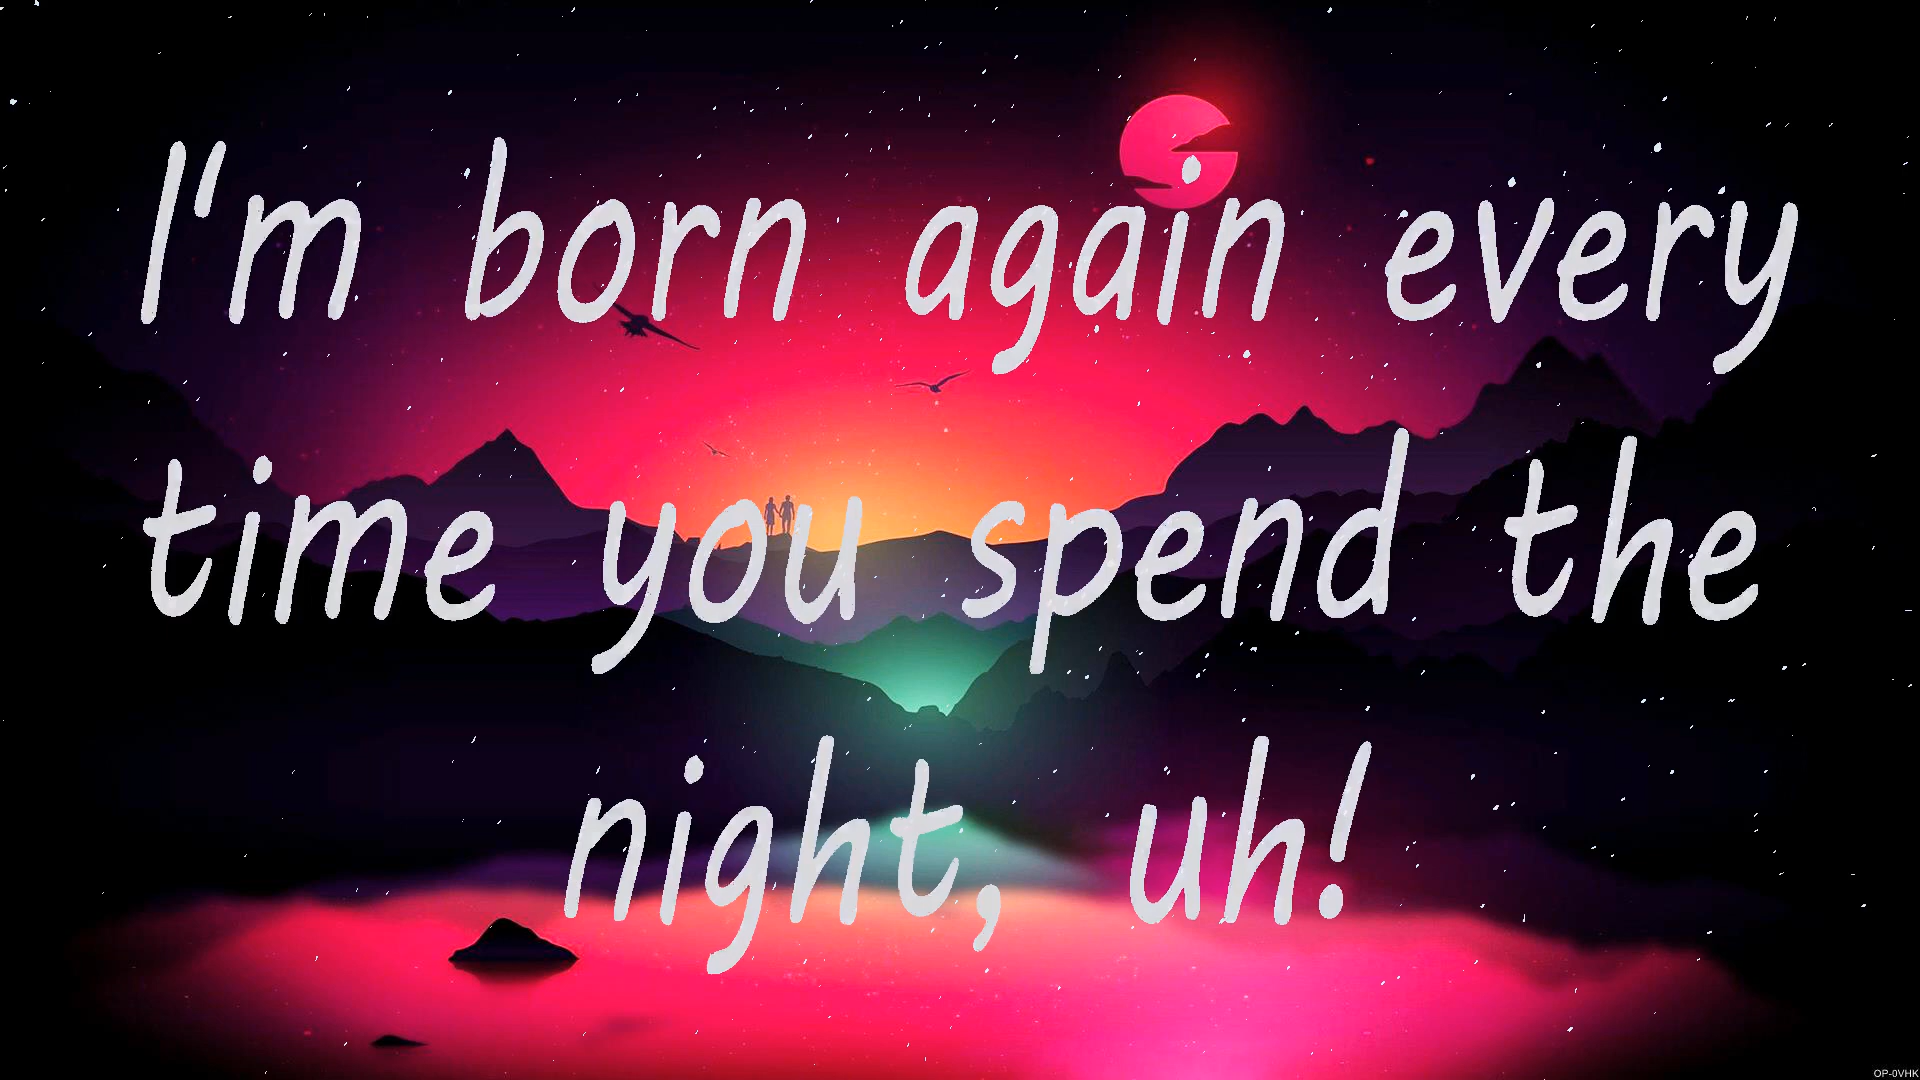 I'm born again every
time you spend the
night, uh!
OP-0VHK